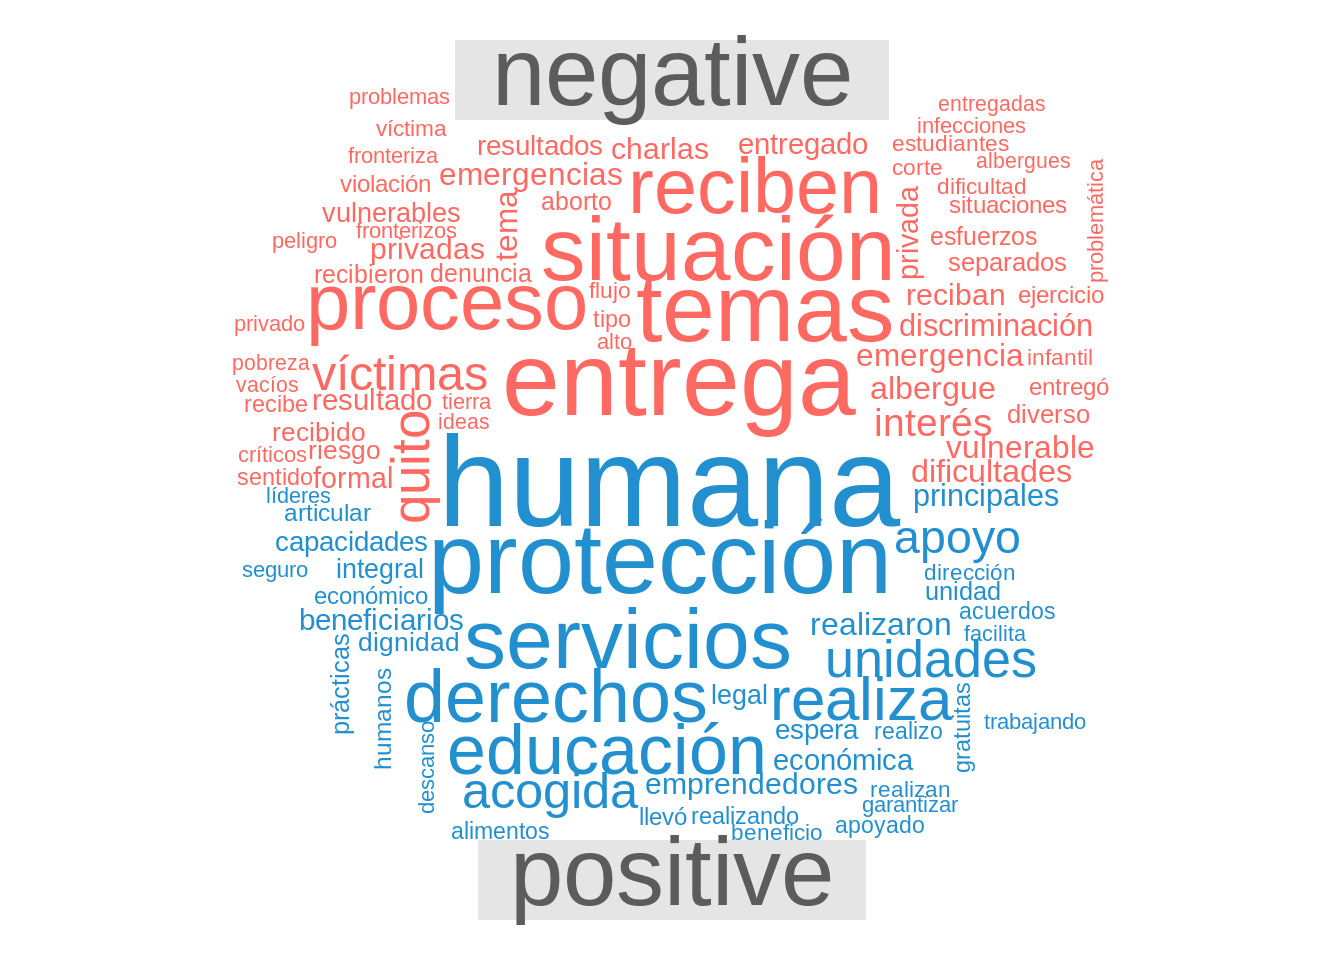 negative
problemas
entregadas
víctima
infecciones
resultados
charlas
entregado
estudiantes
fronteriza
albergues
corte
emergencias
reciben
violación
dificultad
problemática
aborto
situaciones
vulnerables
tema
privada
fronterizos
peligro
privadas
situación
esfuerzos
separados
recibieron
denuncia
proceso
flujo
temas
reciban
ejercicio
privado
tipo
discriminación
alto
pobreza
víctimas
entrega
emergencia
infantil
vacíos
albergue
entregó
recibe
resultado
tierra
ideas
interés
diverso
recibido
quito
críticos
riesgo
vulnerable
sentido
formal
dificultades
humana
líderes
principales
articular
capacidades
protección
apoyo
seguro
integral
dirección
económico
unidad
beneficiarios
acuerdos
dignidad
servicios
realizaron
facilita
unidades
prácticas
humanos
derechos
legal
realiza
gratuitas
trabajando
educación
espera
realizo
descanso
económica
acogida
emprendedores
realizan
garantizar
llevó
realizando
apoyado
alimentos
beneficio
positive